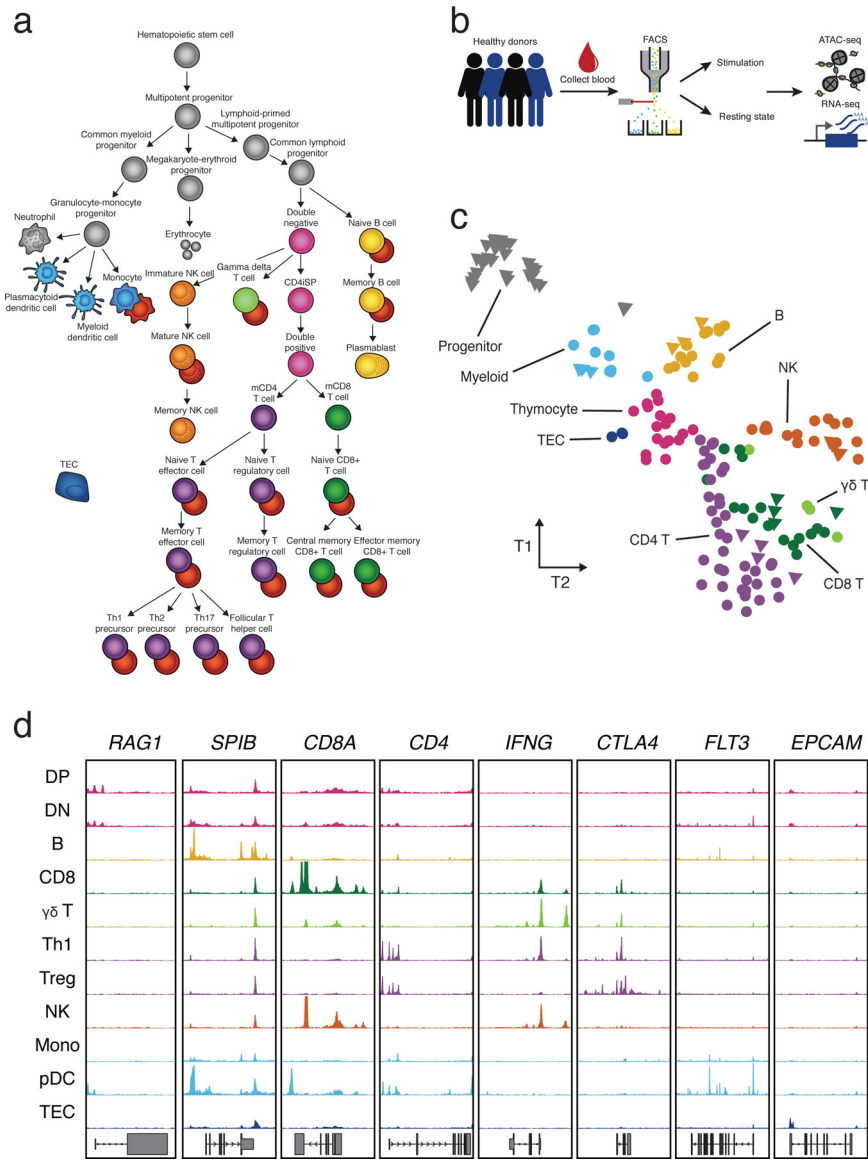 a
Hematopoietic stem cell
Multipotent progenitor
Common myeloid
progenitor
Lymphoid-primed
multipotent progenitor
Megakaryote-erythroid
progenitor
Common lymphoid
progenitor
Granulocyte-monocyte
progenitor
Neutrophil
Erythrocyte
Double
negative
Naive B cell
Plasmacytoid
dendritic cell
Myeloid
dendritic cell
Monocyte
Immature NK cell
Gamma delta
T cell
CD4iSP
Memory B cell
Mature NK cell
Double
positive
Plasmablast
Memory NK cell
mCD4
T cell
mCD8
T cell
TEC
Naive T
effector cell
Naive T
regulatory cell
Naive CD8+
T cell
Memory T
effector cell
Memory T
regulatory cell
Central memory
CD8+ T cell
Effector memory
CD8+ T cell
Th1
precursor
Th2
precursor
Th17
precursor
Follicular T
helper cell
b
Healthy donors
Collect blood
FACS
Stimulation
Resting state
ATAC-seq
RNA-seq
AAA
AAA
AAA
c
Progenitor
Myeloid
B
NK
Thymocyte
TEC
γδ T
CD4 T
CD8 T
T1
T2
d
RAG1 SPIB CD8A CD4 IFNG CTLA4 FLT3 EPCAM
DP
DN
B
CD8
γδ T
Th1
Treg
NK
Mono
pDC
TEC